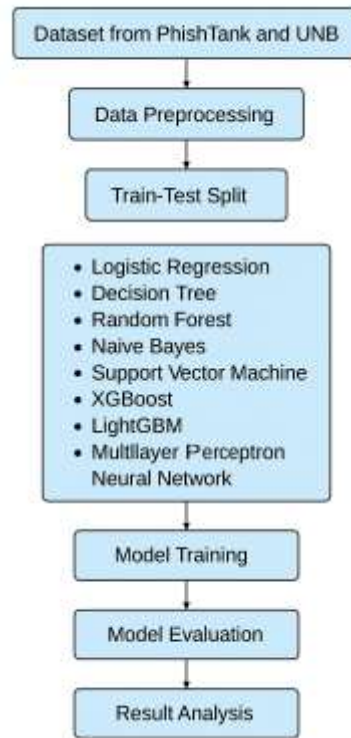 Dataset from PhishTank and UNB
Data Preprocessing
Train-Test Split
• Logistic Regression
• Decision Tree
• Random Forest
• Naive Bayes
• Support Vector Machine
• XGBoost
• LightGBM
• Multllayer Perceptron
Neural Network
Model Training
Model Evaluation
Result Analysis